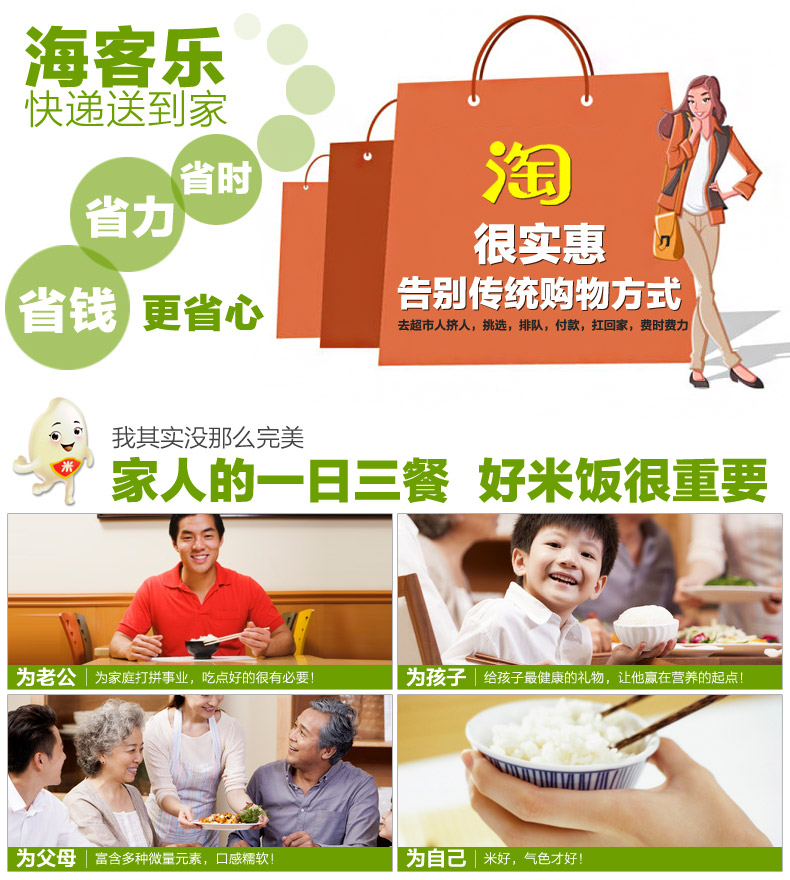 海客乐
快递送到家
省时
省力
省钱
更省心
淘
很实惠
告别传统购物方式
去超市人挤人，挑选，排队，付款，扛回家，费时费力
米
我其实没那么完美
家人的一日三餐 好米饭很重要
为老公 为家庭打拼事业，吃点好的很有必要！
为孩子 给孩子最健康的礼物，让他赢在营养的起点！
为父母 富含多种微量元素，口感糯软！
为自己 米好，气色才好！